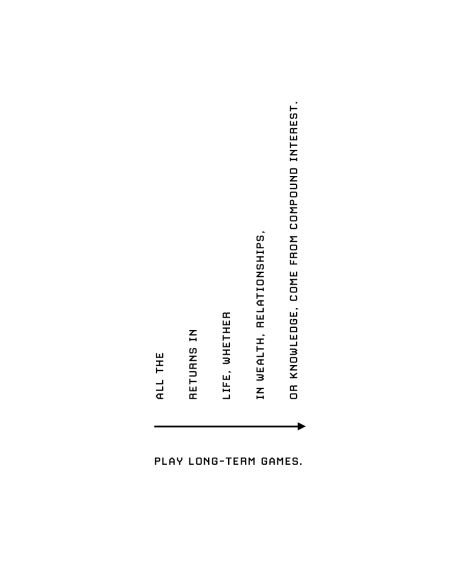 ALL THE
RETURNS IN
LIFE, WHETHER
IN WEALTH, RELATIONSHIPS,
OR KNOWLEDGE, COME FROM COMPOUND INTEREST.
PLAY LONG-TERM GAMES.